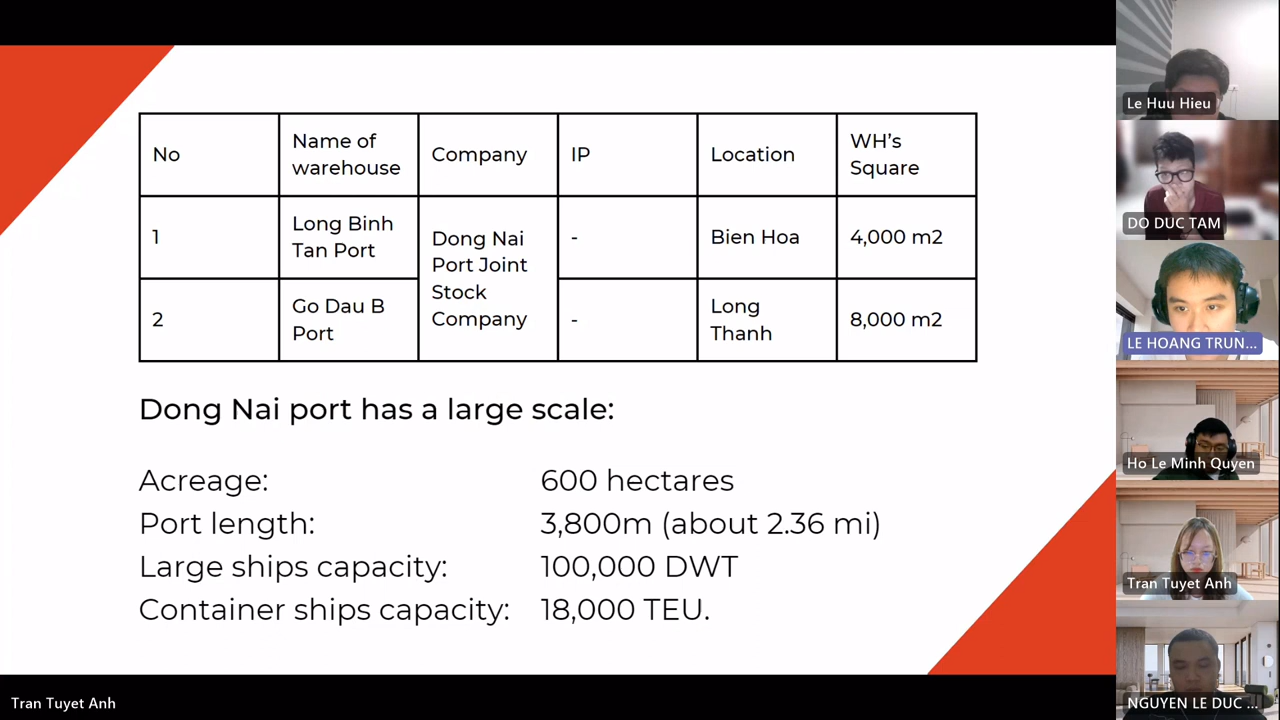 No
Name of
warehouse
Company
IP
Location
WH's
Square
1
Long Binh
Tan Port
Dong Nai
Port Joint
Stock
Company
-
Bien Hoa
4,000 m2
2
Go Dau B
Port
-
Long
Thanh
8,000 m2
Dong Nai port has a large scale:
Acreage: 600 hectares
Port length: 3,800m (about 2.36 mi)
Large ships capacity: 100,000 DWT
Container ships capacity: 18,000 TEU.
Tran Tuyet Anh
Le Huu Hieu
DO DUC TAM
LE HOANG TRUN...
Ho Le Minh Quyen
Tran Tuyet Anh
NGUYEN LE DUC ...